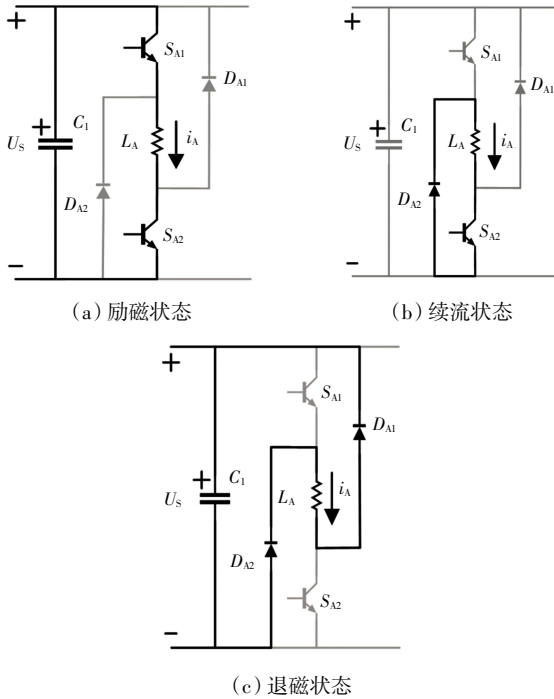 +
S_A1
D_A1
+
C_1
U_S
L_A
i_A
D_A2
S_A2
−
(a) 励磁状态
+
S_A1
D_A1
+
C_1
U_S
L_A
i_A
D_A2
S_A2
−
(b) 续流状态
+
S_A1
D_A1
+
C_1
U_S
L_A
i_A
D_A2
S_A2
−
(c) 退磁状态